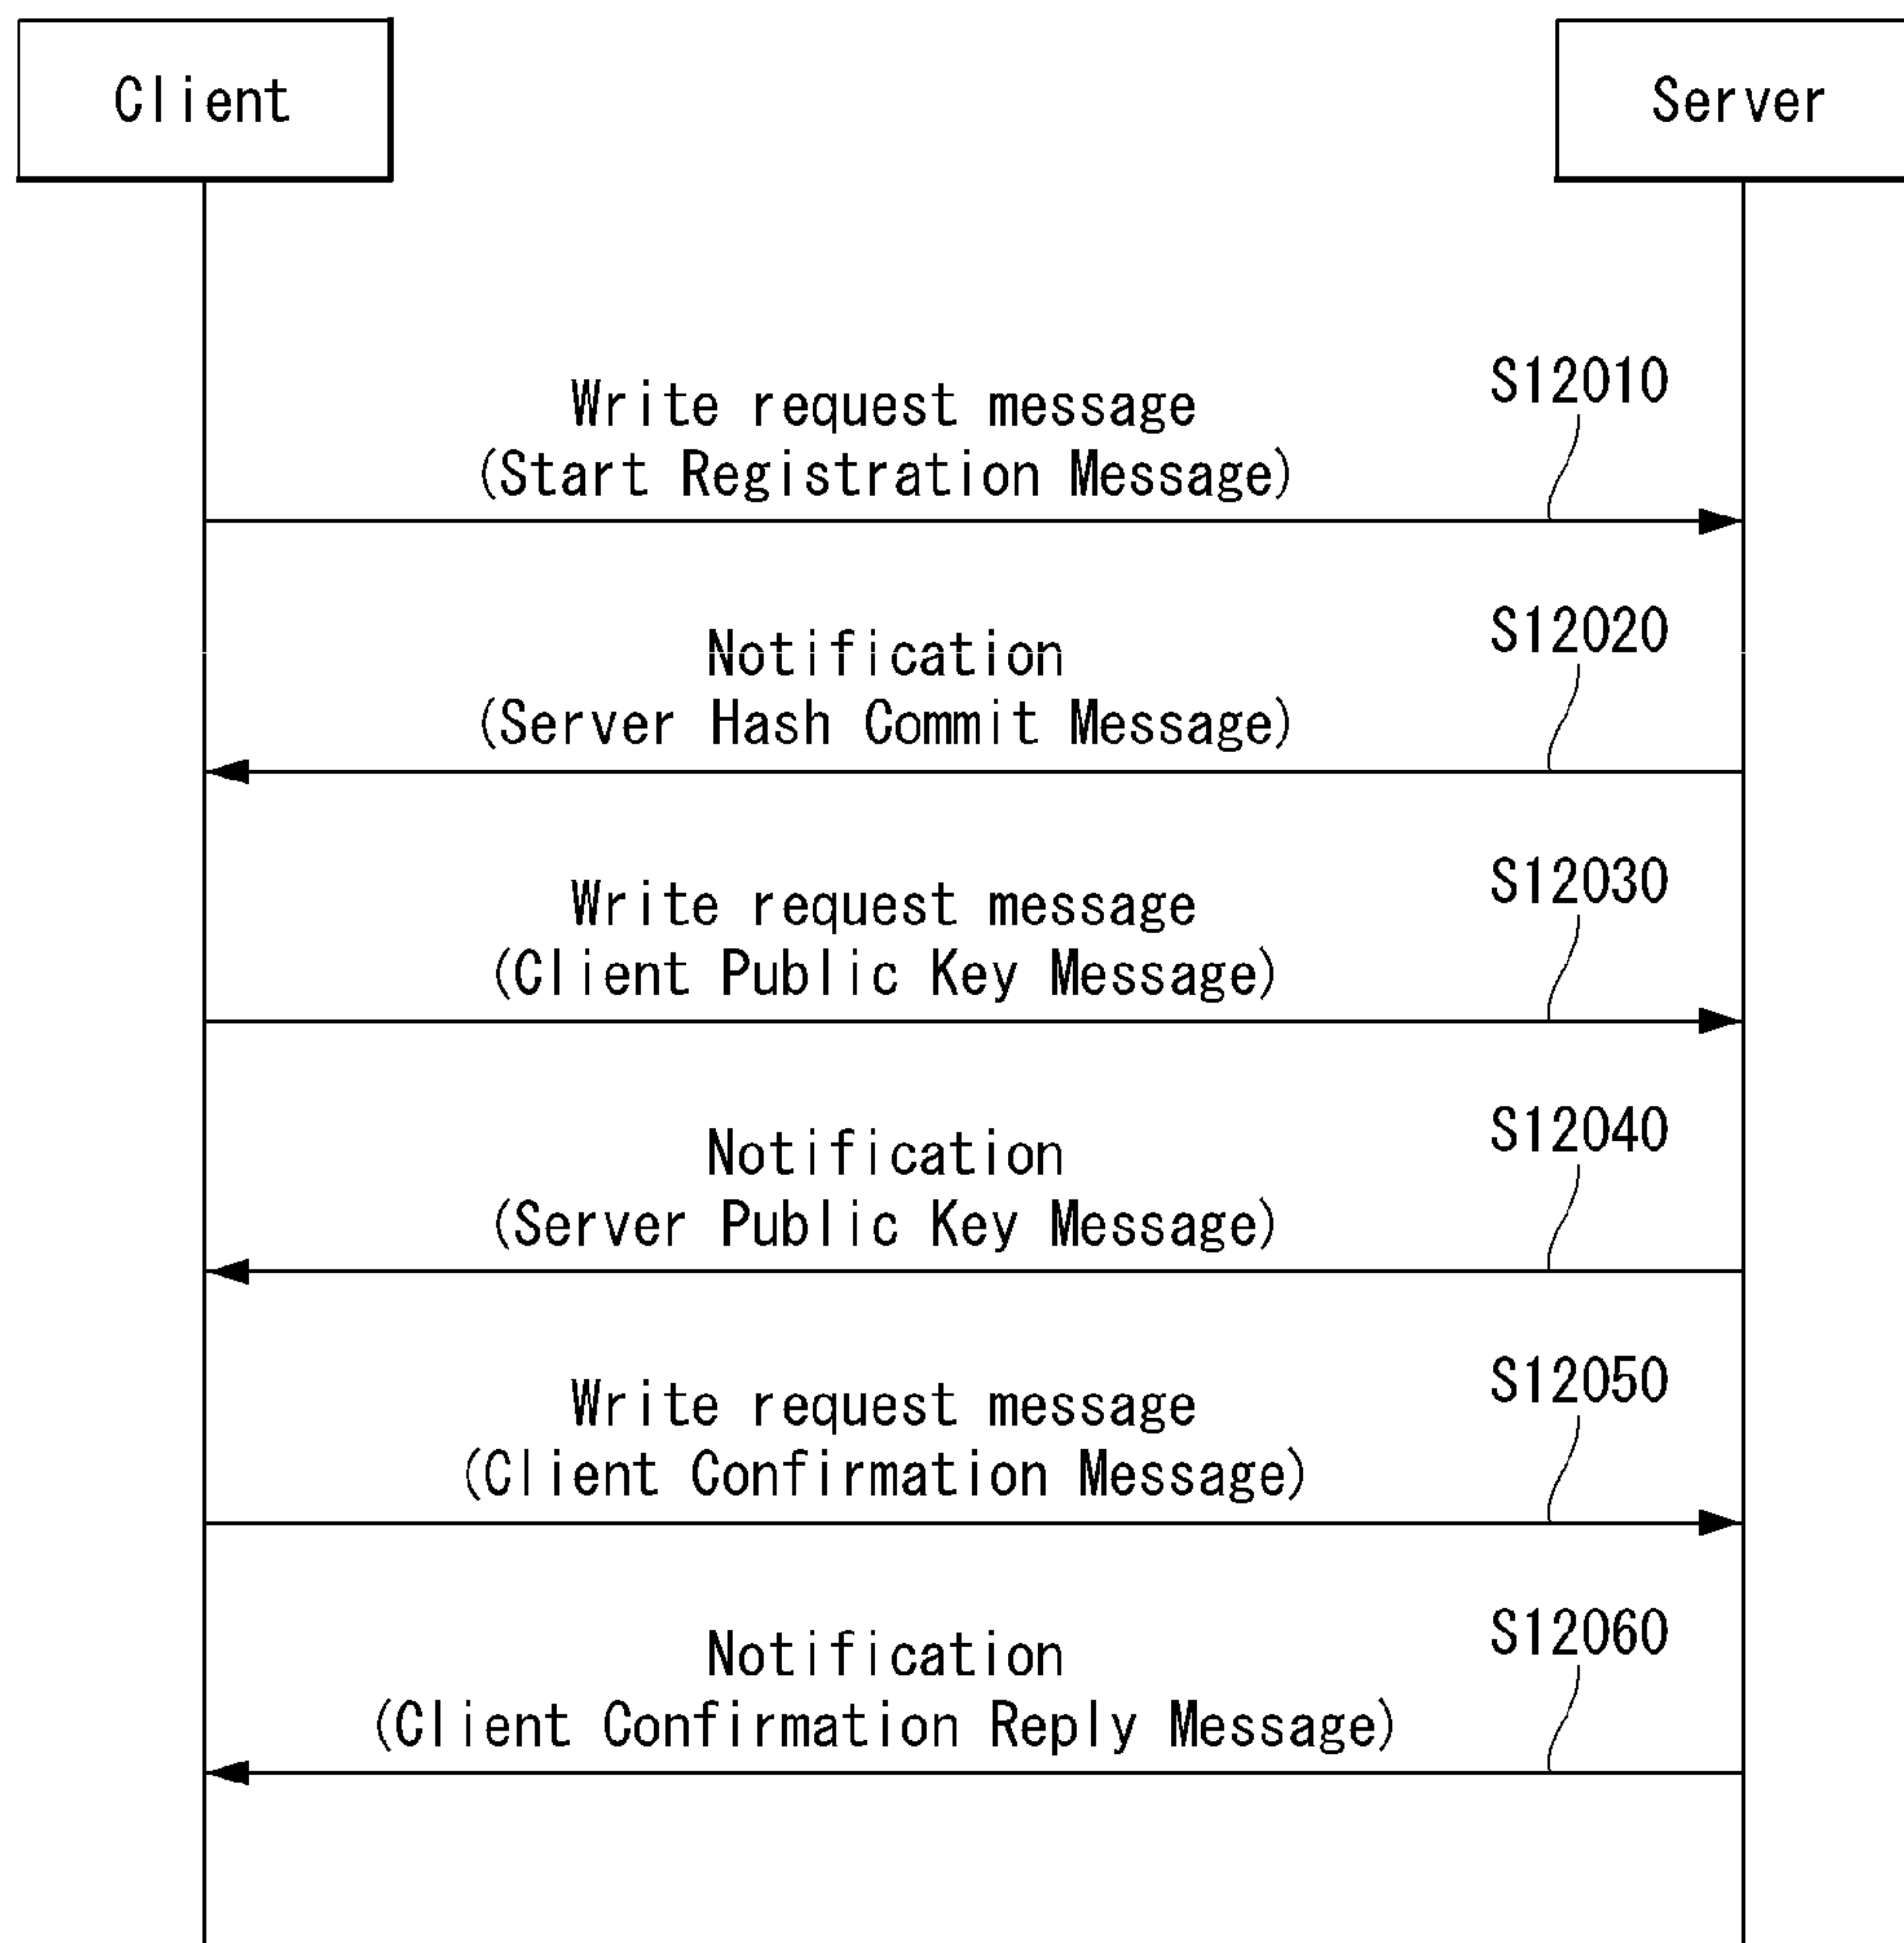 Client
Server
S12010
Write request message
(Start Registration Message)
S12020
Notification
(Server Hash Commit Message)
S12030
Write request message
(Client Public Key Message)
S12040
Notification
(Server Public Key Message)
S12050
Write request message
(Client Confirmation Message)
S12060
Notification
(Client Confirmation Reply Message)